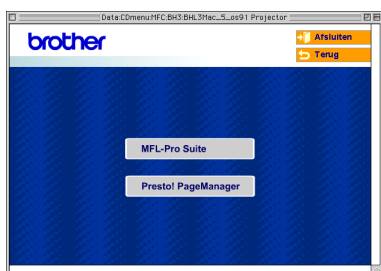 Data:CDmenu:MFC:BH3:BHL3Mac_5_os91 Projector
brother
Afsluiten
Terug
MFL-Pro Suite
Presto! PageManager